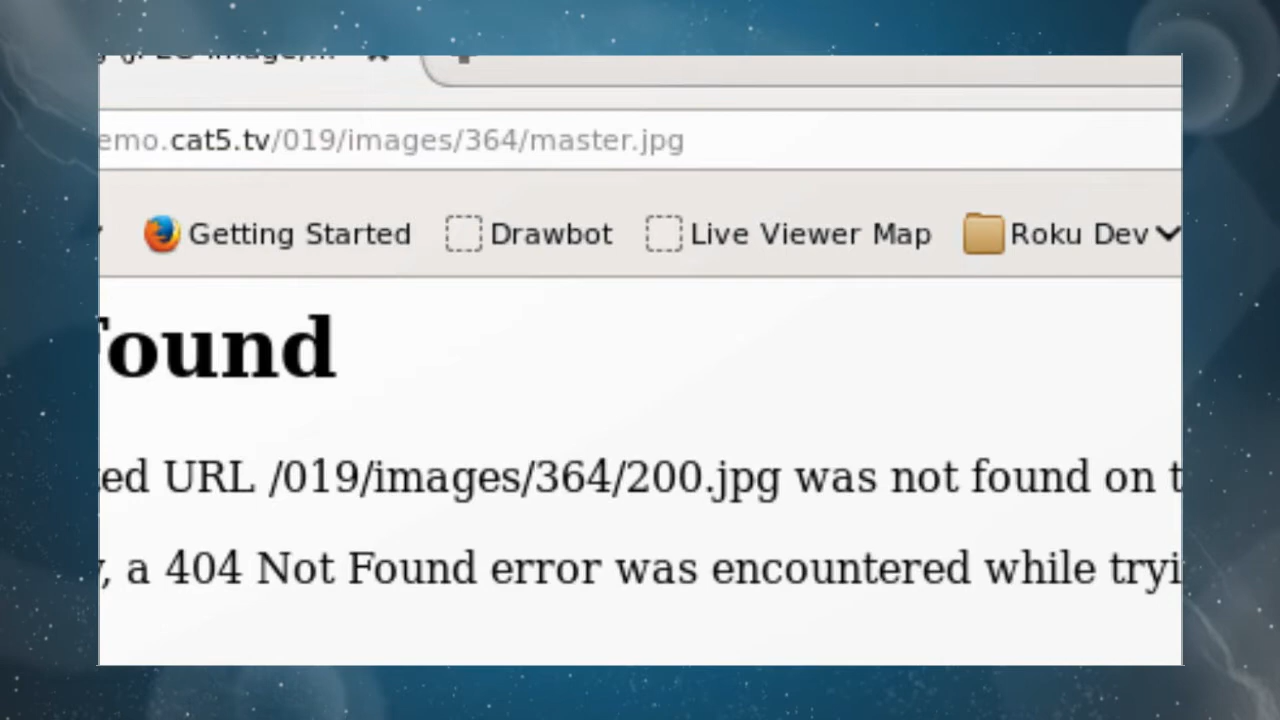 emo.cat5.tv/019/images/364/master.jpg
Getting Started Drawbot Live Viewer Map Roku Dev
Found
ed URL /019/images/364/200.jpg was not found on t
, a 404 Not Found error was encountered while tryi